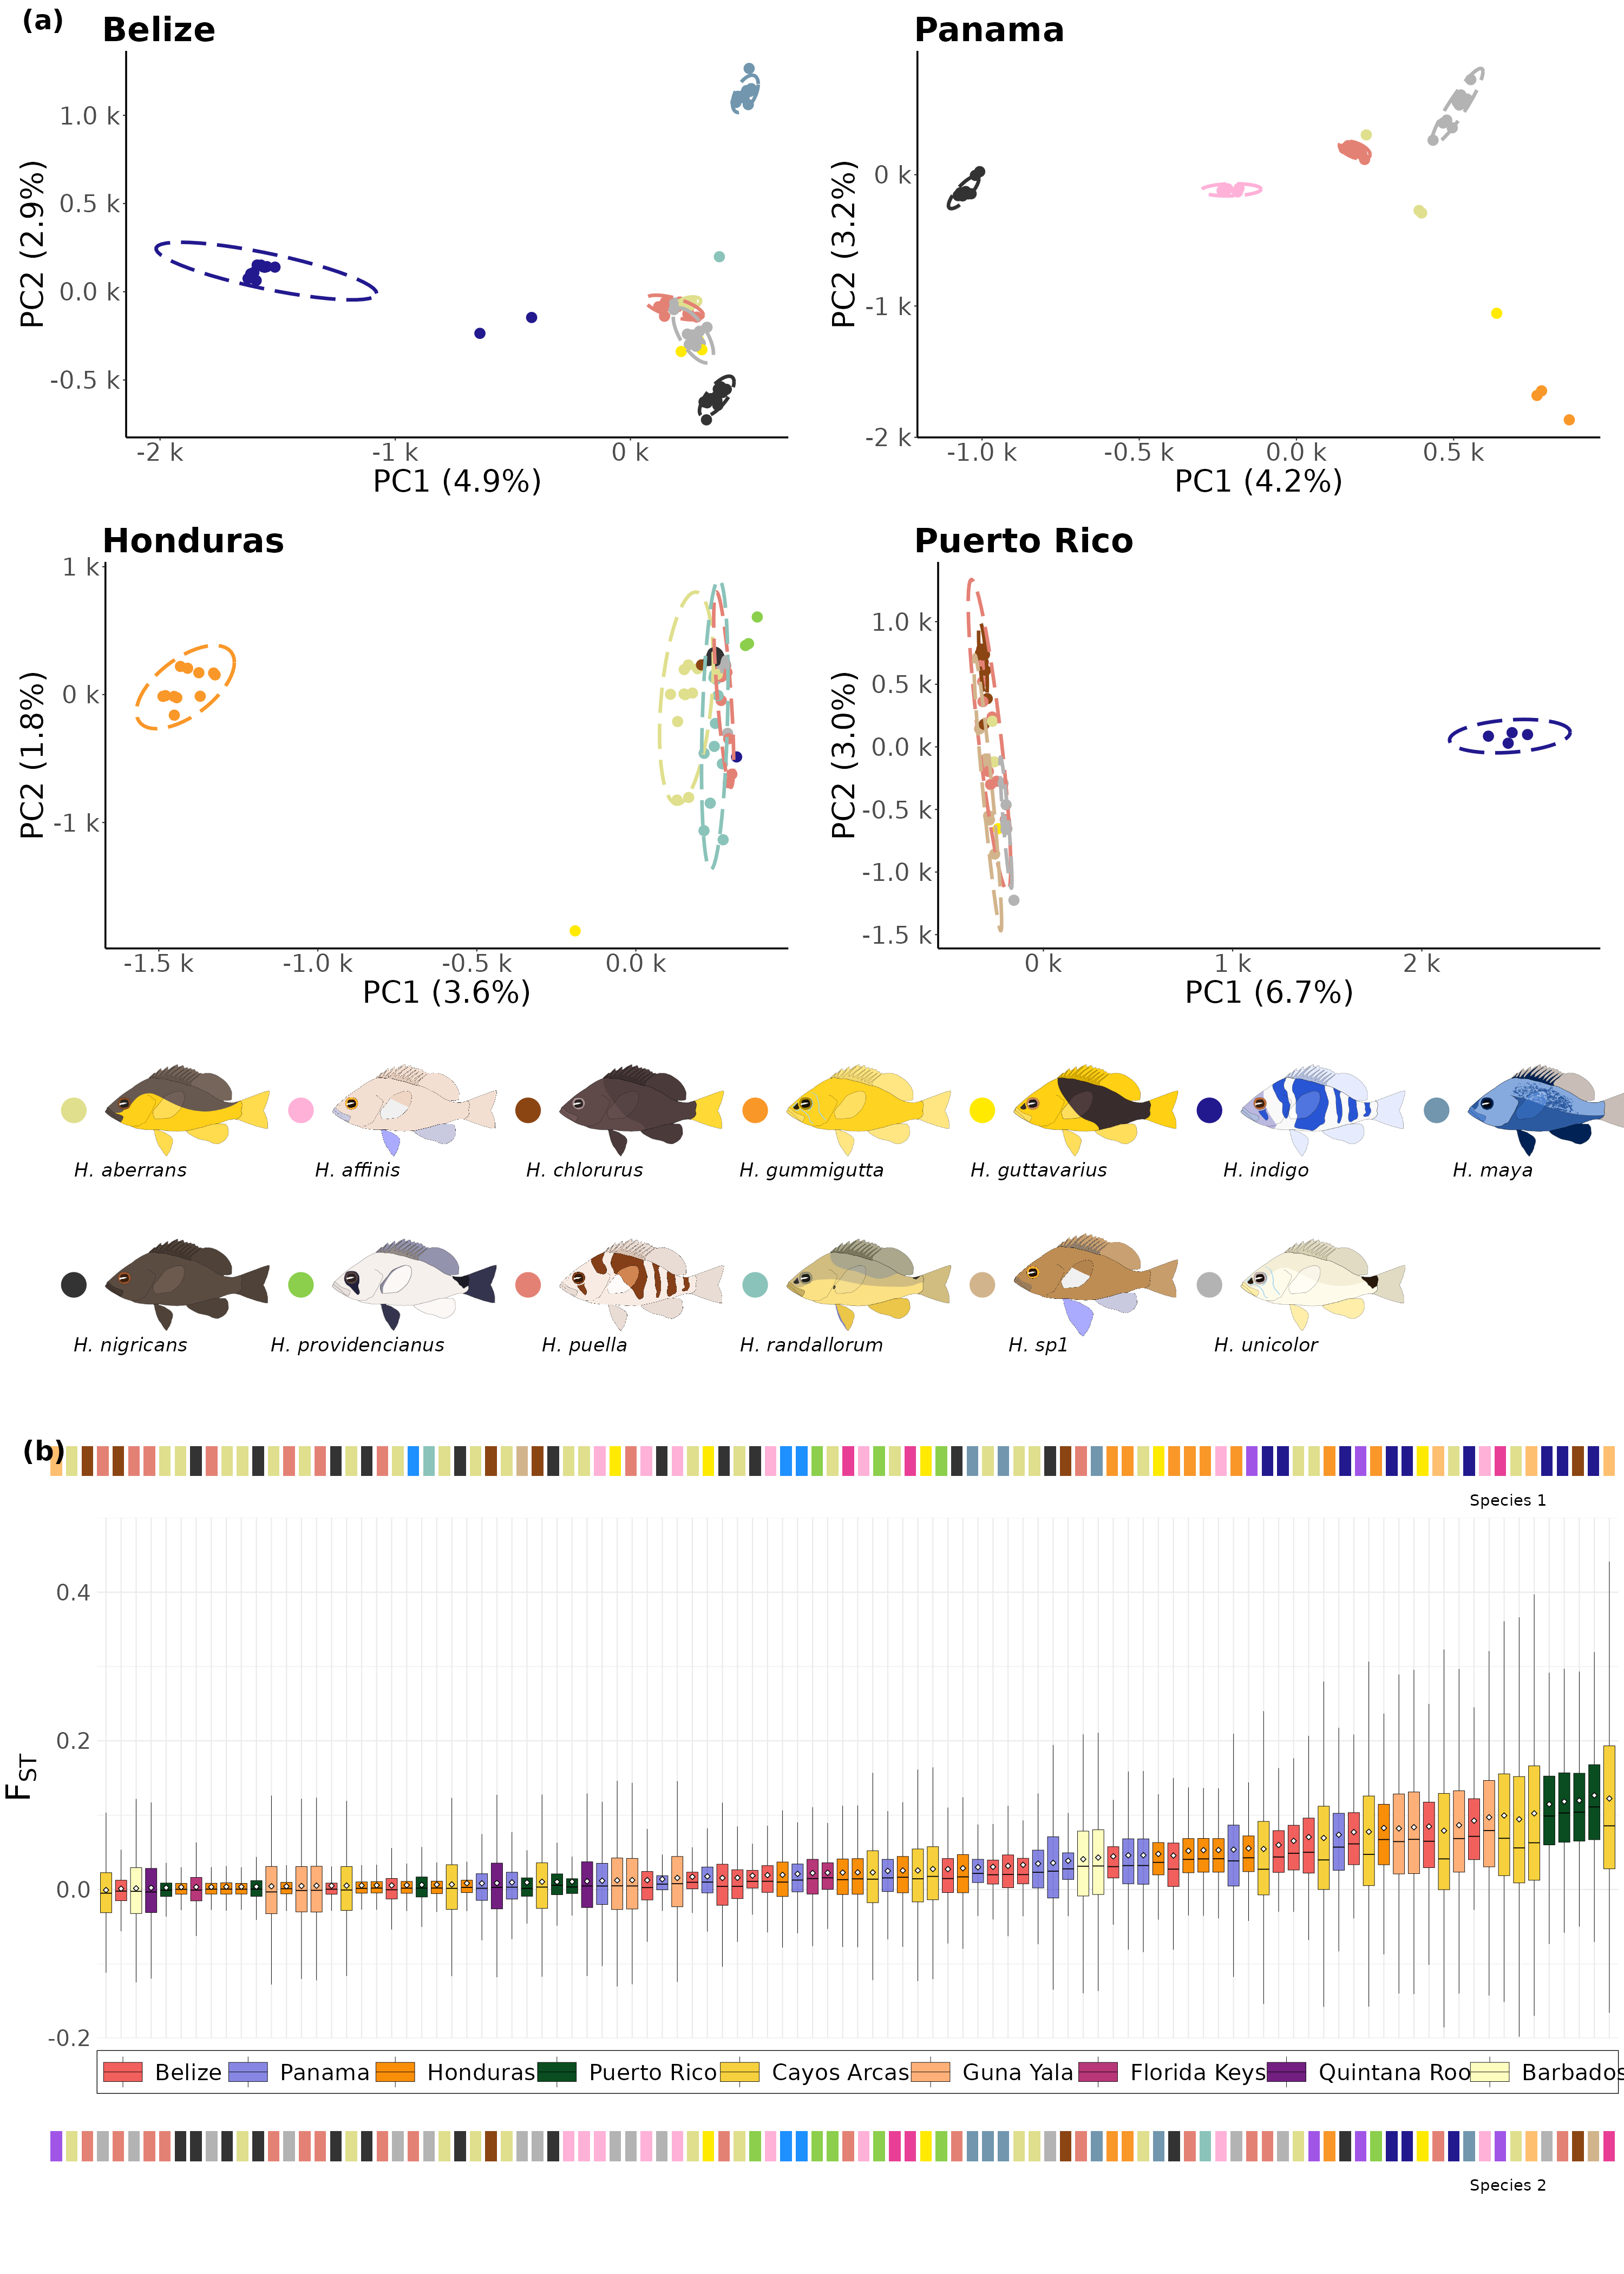 (a)
Belize
PC2 (2.9%)
1.0 k
0.5 k
0.0 k
-0.5 k
-2 k -1 k 0 k
PC1 (4.9%)
Panama
PC2 (3.2%)
0 k
-1 k
-2 k
-1.0 k -0.5 k 0.0 k 0.5 k
PC1 (4.2%)
Honduras
PC2 (1.8%)
1 k
0 k
-1 k
-1.5 k -1.0 k -0.5 k 0.0 k
PC1 (3.6%)
Puerto Rico
PC2 (3.0%)
1.0 k
0.5 k
0.0 k
-0.5 k
-1.0 k
-1.5 k
0 k 1 k 2 k
PC1 (6.7%)
H. aberrans H. affinis H. chlorurus H. gummigutta H. guttavarius H. indigo H. maya
H. nigricans H. providencianus H. puella H. randallorum H. sp1 H. unicolor
(b)
Species 1
FST
0.4
0.2
0.0
-0.2
Belize Panama Honduras Puerto Rico Cayos Arcas Guna Yala Florida Keys Quintana Roo Barbados
Species 2